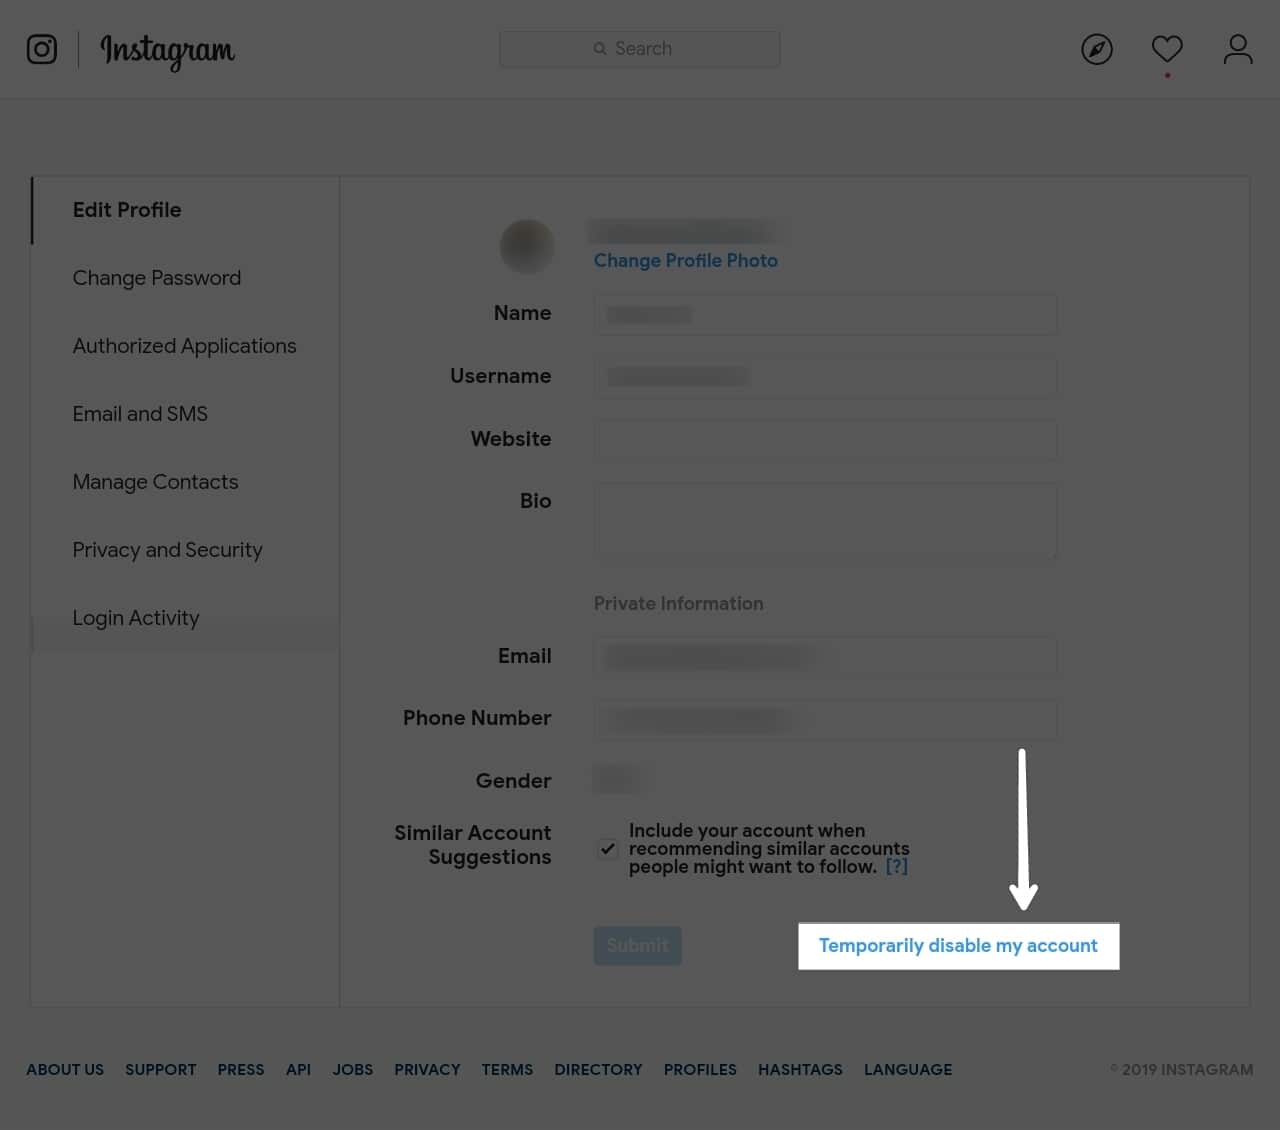 Instagram
Search
Edit Profile
Change Password
Authorized Applications
Email and SMS
Manage Contacts
Privacy and Security
Login Activity
Change Profile Photo
Name
Username
Website
Bio
Private Information
Email
Phone Number
Gender
Similar Account
Suggestions
Include your account when
recommending similar accounts
people might want to follow. [?]
Submit
Temporarily disable my account
ABOUT US SUPPORT PRESS API JOBS PRIVACY TERMS DIRECTORY PROFILES HASHTAGS LANGUAGE
© 2019 INSTAGRAM